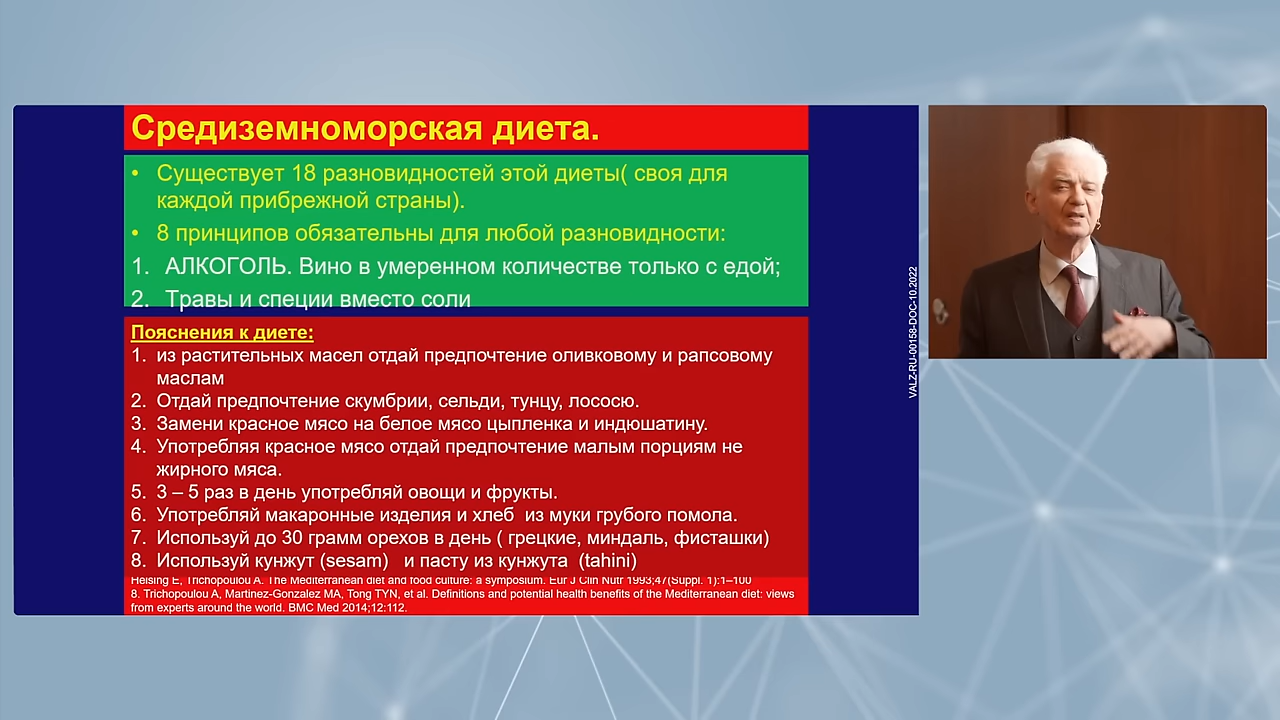 Средиземноморская диета.
• Существует 18 разновидностей этой диеты( своя для
каждой прибрежной страны).
• 8 принципов обязательны для любой разновидности:
1. АЛКОГОЛЬ. Вино в умеренном количестве только с едой;
2. Травы и специи вместо соли
Пояснения к диете:
1. из растительных масел отдай предпочтение оливковому и рапсовому
маслам
2. Отдай предпочтение скумбрии, сельди, тунцу, лососю.
3. Замени красное мясо на белое мясо цыпленка и индюшатину.
4. Употребляя красное мясо отдай предпочтение малым порциям не
жирного мяса.
5. 3 – 5 раз в день употребляй овощи и фрукты.
6. Употребляй макаронные изделия и хлеб из муки грубого помола.
7. Используй до 30 грамм орехов в день ( грецкие, миндаль, фисташки)
8. Используй кунжут (sesam) и пасту из кунжута (tahini)
Helsing E, Trichopoulou A. The Mediterranean diet and food culture: a symposium. Eur J Clin Nutr 1993;47(Suppl. 1):1–100
8. Trichopoulou A, Martinez-Gonzalez MA, Tong TYN, et al. Definitions and potential health benefits of the Mediterranean diet: views
from experts around the world. BMC Med 2014;12:112.
VALZ-RU-00158-DOC-10.2022